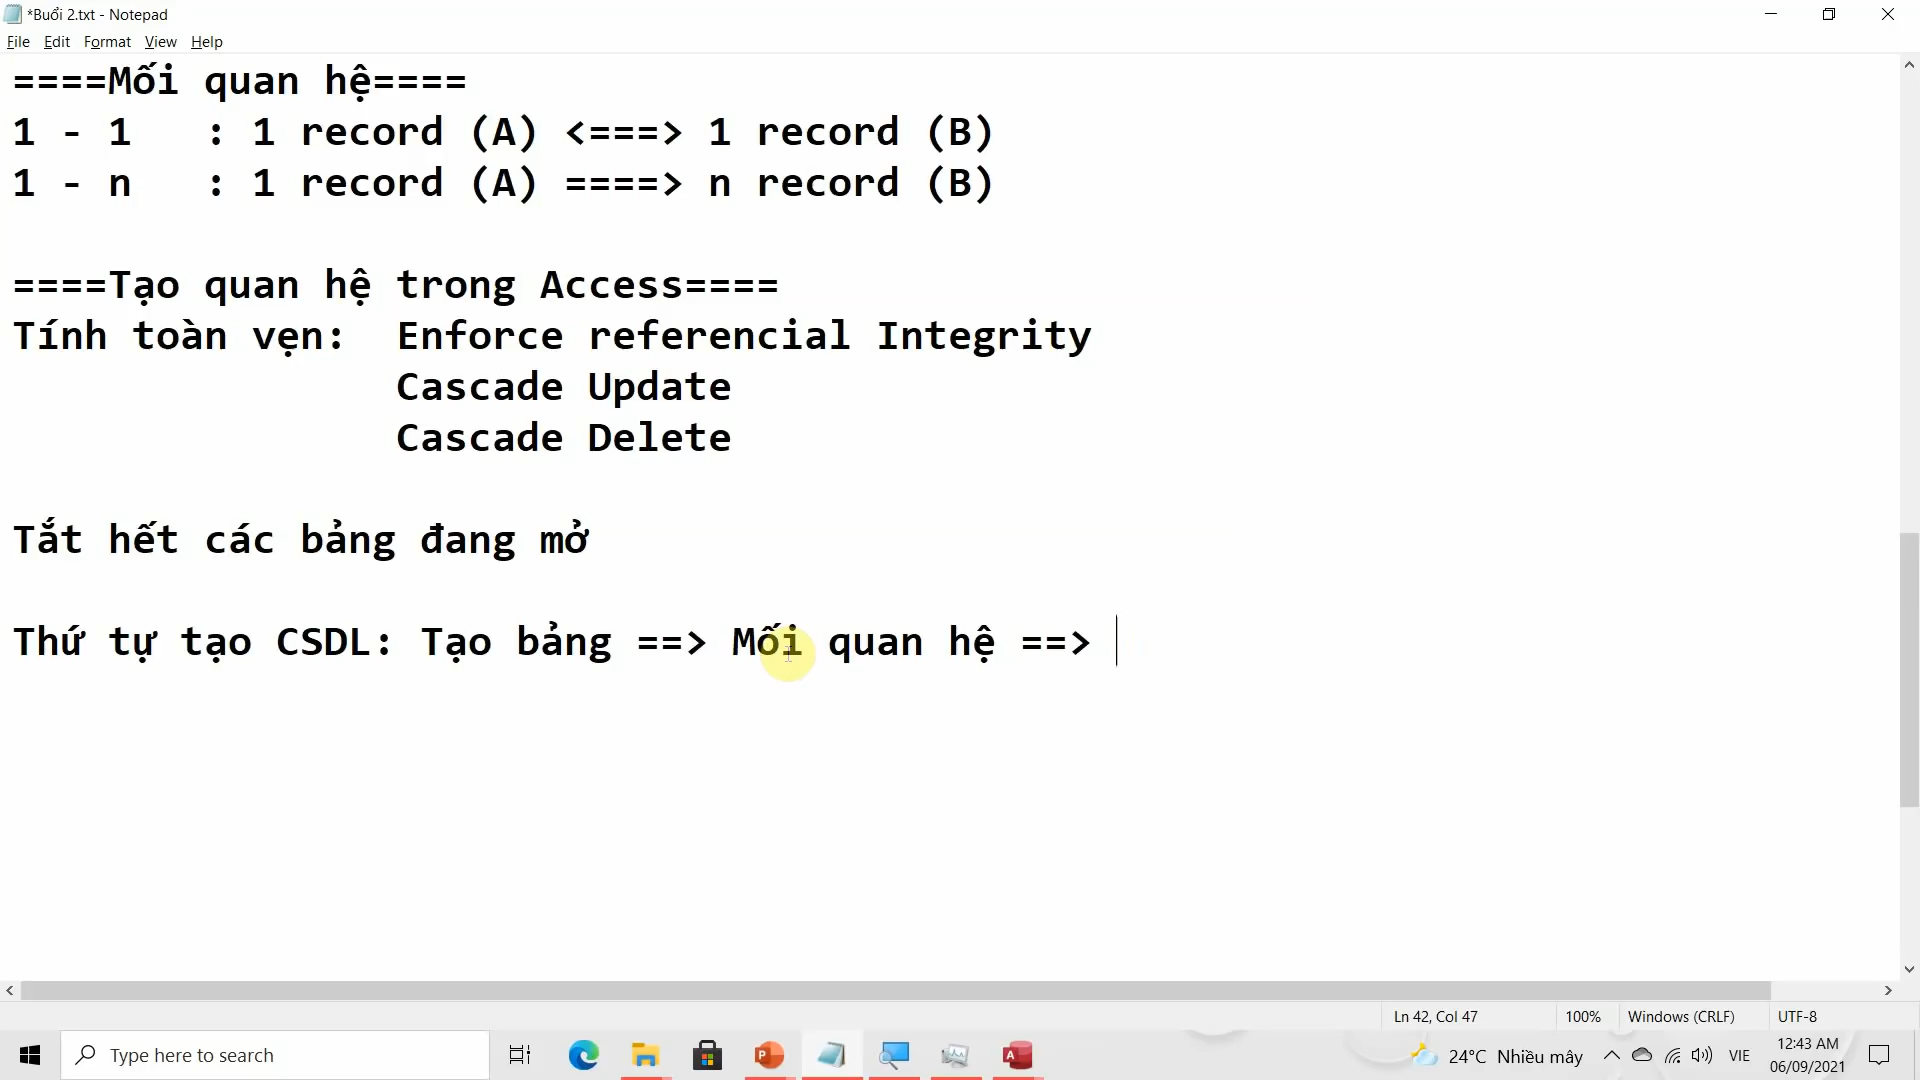 *Buổi 2.txt - Notepad
File Edit Format View Help
====Mối quan hệ====
1 - 1 : 1 record (A) <===> 1 record (B)
1 - n : 1 record (A) ====> n record (B)
====Tạo quan hệ trong Access====
Tính toàn vẹn: Enforce referencial Integrity
Cascade Update
Cascade Delete
Tắt hết các bảng đang mở
Thứ tự tạo CSDL: Tạo bảng ==> Mối quan hệ ==>
Ln 42, Col 47 100% Windows (CRLF) UTF-8
Type here to search
24°C Nhiều mây VIE 12:43 AM
06/09/2021